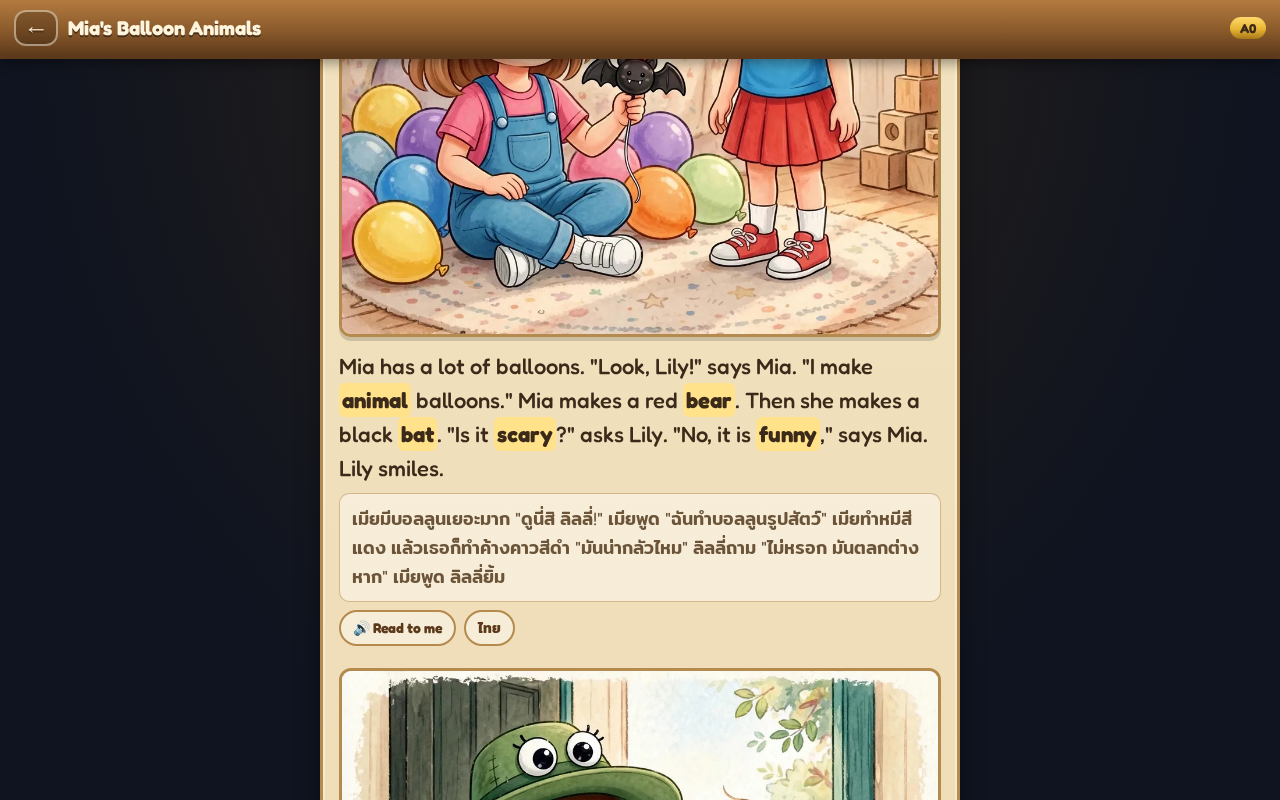 ←
Mia's Balloon Animals
A0
Mia has a lot of balloons. "Look, Lily!" says Mia. "I make
animal balloons." Mia makes a red bear. Then she makes a
black bat. "Is it scary?" asks Lily. "No, it is funny," says Mia.
Lily smiles.
เมียมีบอลลูนเยอะมาก "ดูนี่สิ ลิลลี่!" เมียพูด "ฉันทำบอลลูนรูปสัตว์" เมียทำหมีสี
แดง แล้วเธอก็ทำค้างคาวสีดำ "มันน่ากลัวไหม" ลิลลี่ถาม "ไม่หรอก มันตลกต่าง
หาก" เมียพูด ลิลลี่ยิ้ม
🔊 Read to me
ไทย